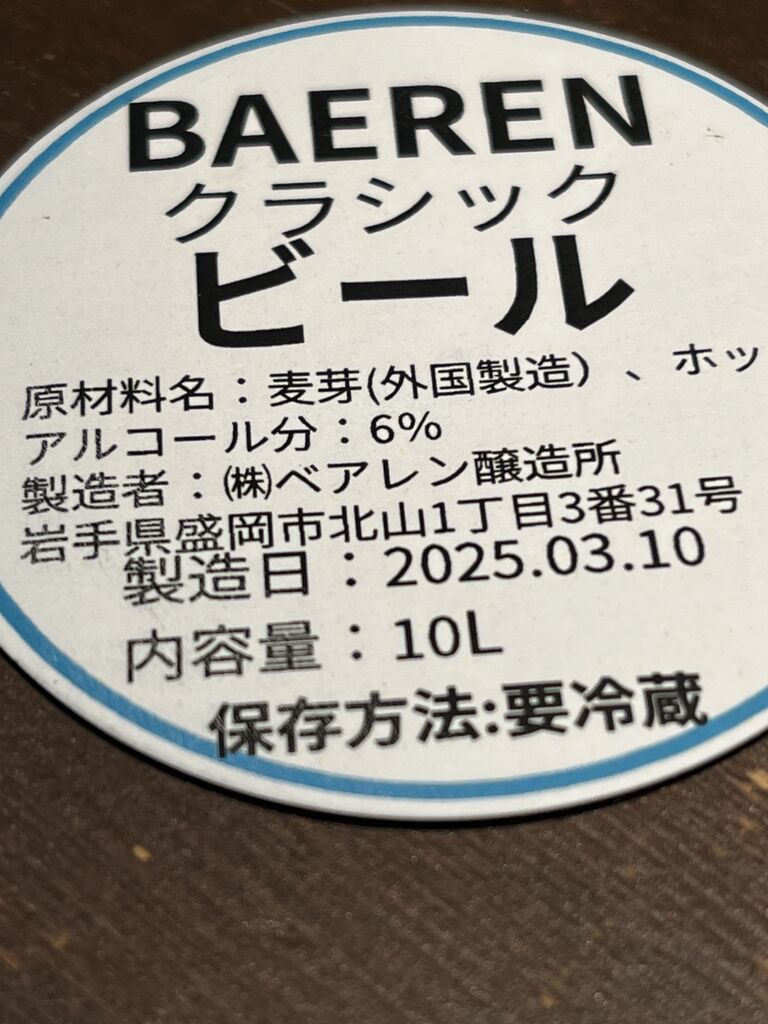 BAEREN
クラシック
ビール
原材料名：麦芽(外国製造）、ホッ
アルコール分：6%
製造者：㈱ベアレン醸造所
岩手県盛岡市北山1丁目3番31号
製造日：2025.03.10
内容量：10L
保存方法:要冷蔵